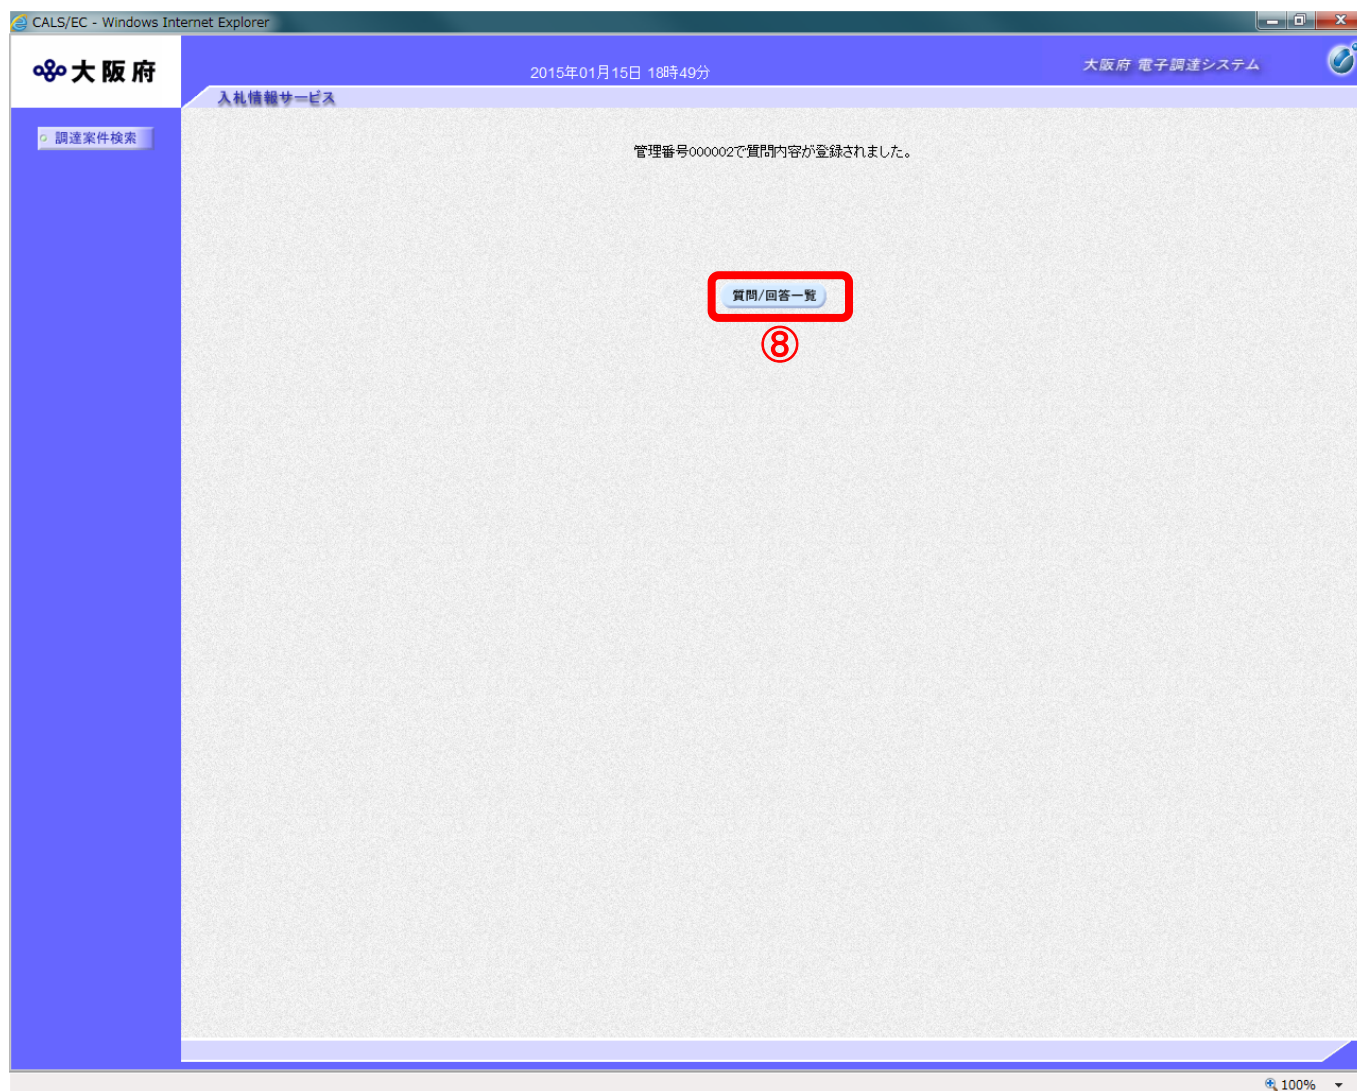 CALS/EC - Windows Internet Explorer
大阪府
2015年01月15日 18時49分
大阪府 電子調達システム
入札情報サービス
調達案件検索
管理番号000002で質問内容が登録されました。
質問/回答一覧
⑧
100%